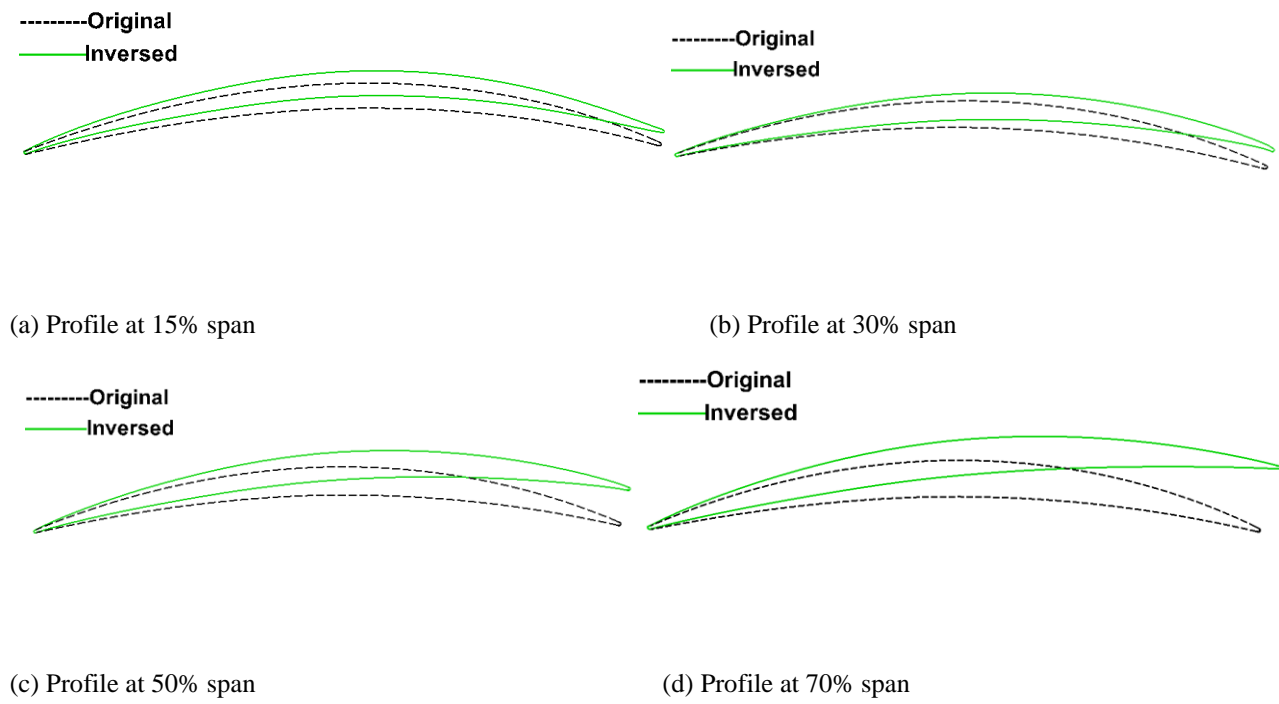 ---------Original
Inversed
---------Original
Inversed
(a) Profile at 15% span
(b) Profile at 30% span
---------Original
Inversed
---------Original
Inversed
(c) Profile at 50% span
(d) Profile at 70% span